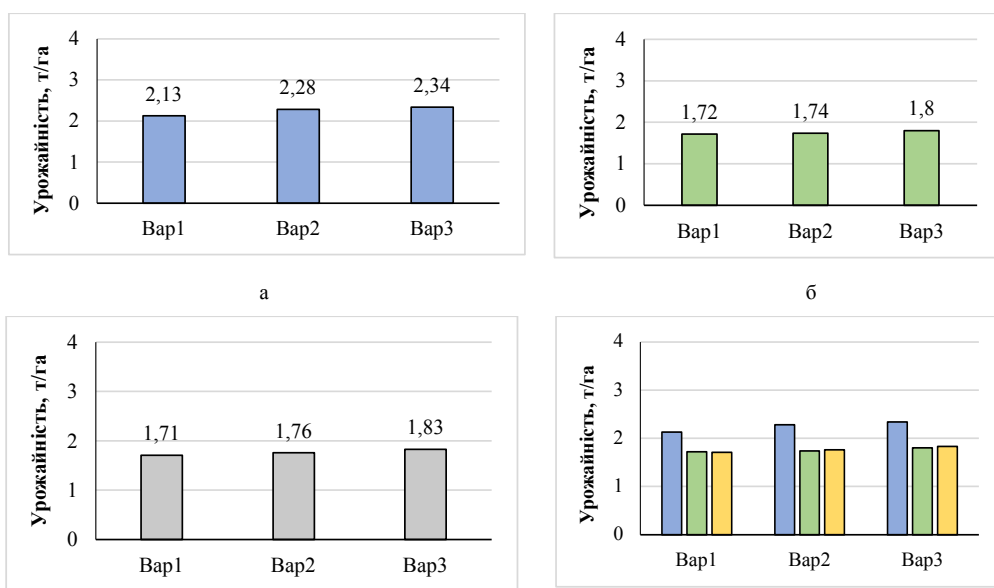 Урожайність, т/га
4
3
2
1
0
2,13
2,28
2,34
Вар1
Вар2
Вар3
а
Урожайність, т/га
4
3
2
1
0
1,72
1,74
1,8
Вар1
Вар2
Вар3
б
Урожайність, т/га
4
3
2
1
0
1,71
1,76
1,83
Вар1
Вар2
Вар3
Урожайність, т/га
4
3
2
1
0
Вар1
Вар2
Вар3